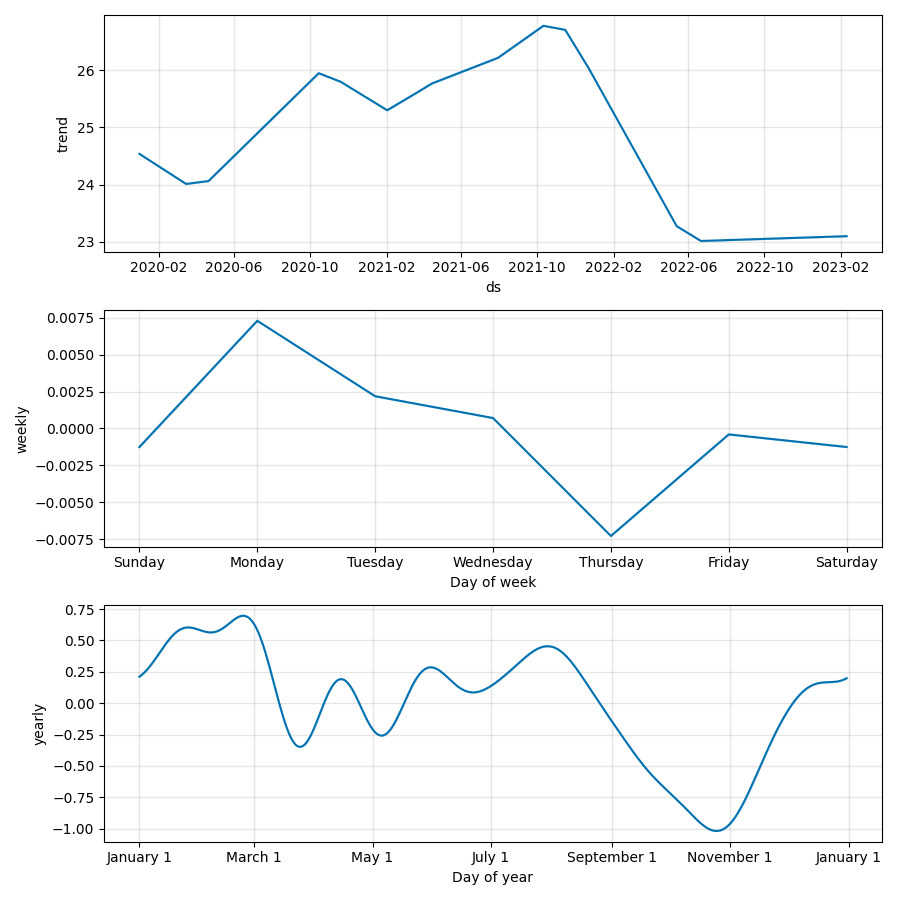 26
25
24
23
trend
2020-02 2020-06 2020-10 2021-02 2021-06 2021-10 2022-02 2022-06 2022-10 2023-02
ds
0.0075
0.0050
0.0025
0.0000
−0.0025
−0.0050
−0.0075
weekly
Sunday Monday Tuesday Wednesday Thursday Friday Saturday
Day of week
0.75
0.50
0.25
0.00
−0.25
−0.50
−0.75
−1.00
yearly
January 1 March 1 May 1 July 1 September 1 November 1 January 1
Day of year